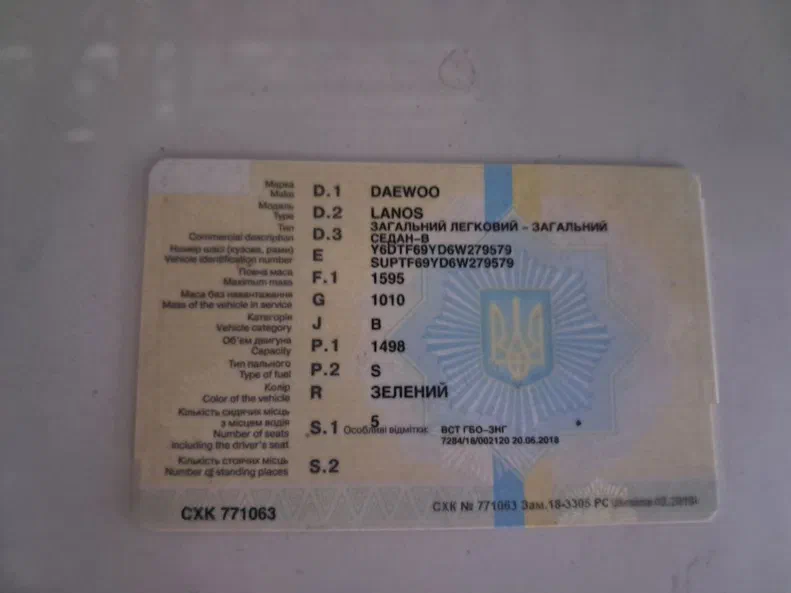 Марка
Make D.1 DAEWOO
Модель
Type D.2 LANOS
Тип
Commercial description D.3 ЗАГАЛЬНИЙ ЛЕГКОВИЙ - ЗАГАЛЬНИЙ
СЕДАН-В
Номер шасі (кузова, рами)
Vehicle identification number E Y6DTF69YD6W279579
SUPTF69YD6W279579
Повна маса
Maximum mass F.1 1595
Маса без навантаження
Mass of the vehicle in service G 1010
Категорія
Vehicle category J B
Об'єм двигуна
Capacity P.1 1498
Тип пального
Type of fuel P.2 S
Колір
Color of the vehicle R ЗЕЛЕНИЙ
Кількість сидячих місць
з місцем водія
Number of seats
including the driver's seat S.1 5
Особливі відмітки: ВСТ ГБО-ЗНГ
7284/18/002120 20.06.2018
Кількість стоячих місць
Number of standing places S.2
СХК 771063
СХК № 771063 Зам.18-3305 РС